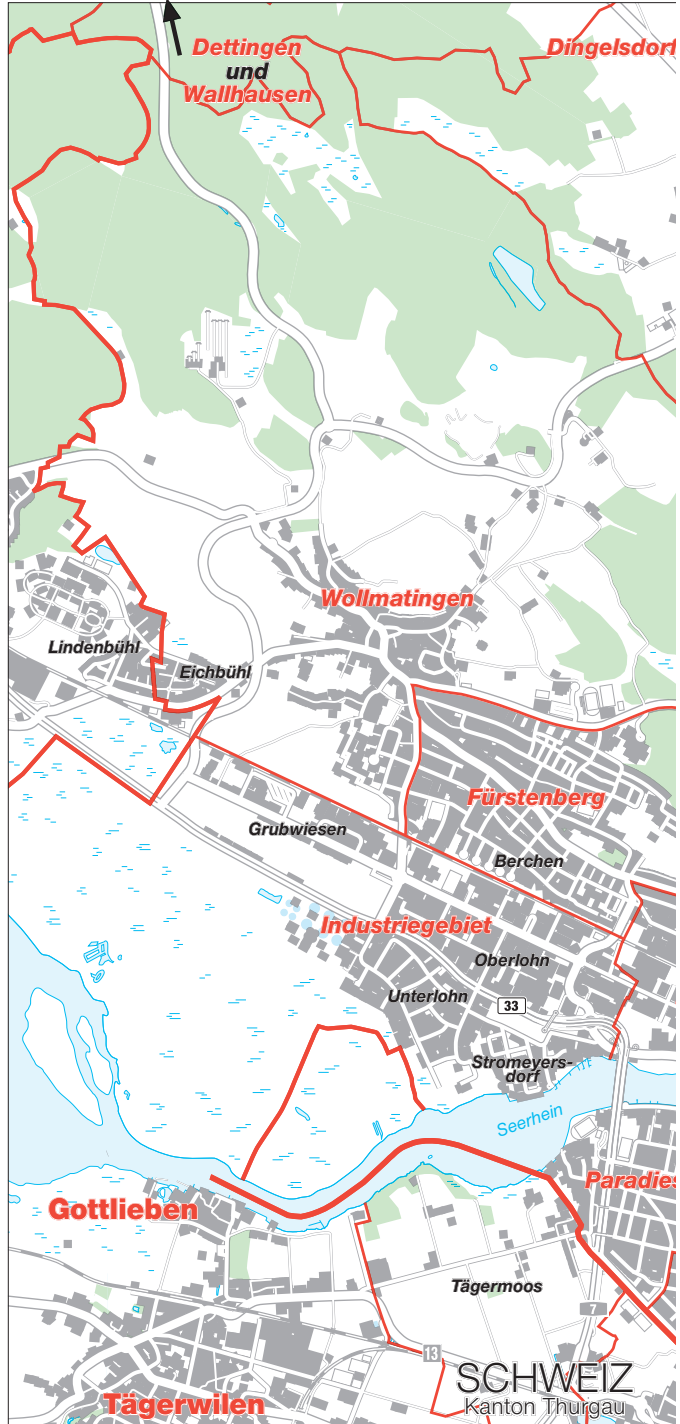 Dettingen
und
Wallhausen
Dingelsdorf
Wollmatingen
Lindenbühl
Eichbühl
Fürstenberg
Grubwiesen
Berchen
Industriegebiet
Oberlohn
Unterlohn
33
Stromeyers-
dorf
Seerhein
Paradies
Gottlieben
Tägermoos
7
13
SCHWEIZ
Kanton Thurgau
Tägerwilen